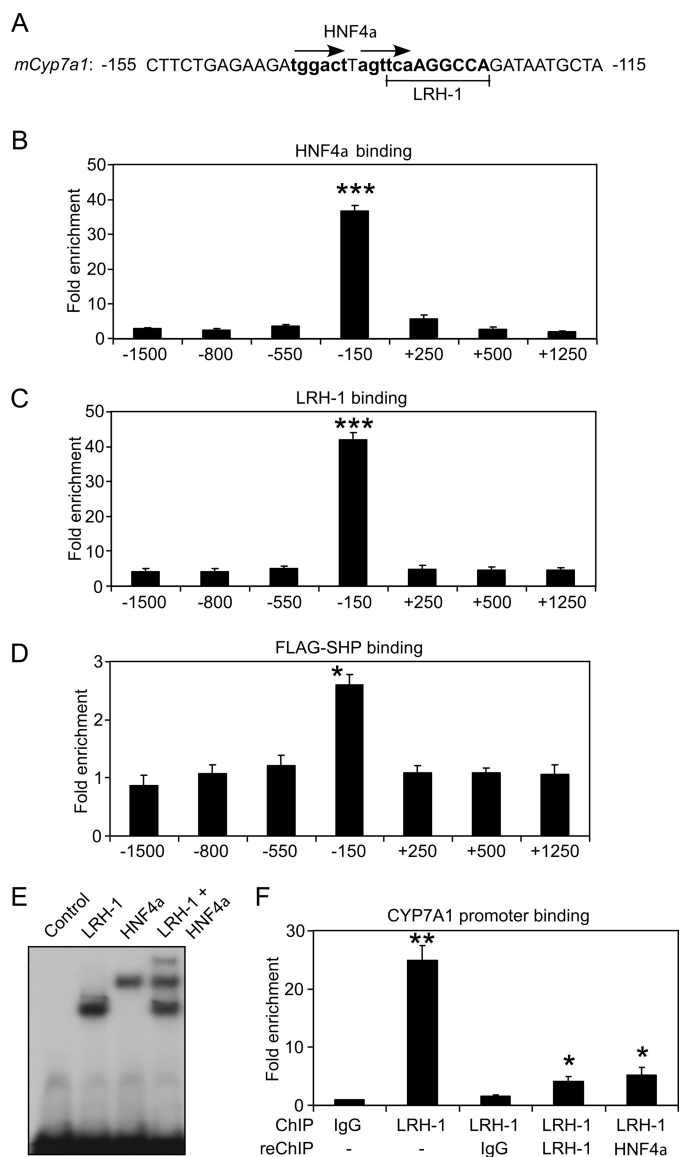 A
HNF4a
mCyp7a1: -155 CTTCTGAGAAGAtggactTagttcaAGGCCAGATAATGCTA -115
LRH-1
B
HNF4a binding
Fold enrichment
50
40
30
20
10
0
***
-1500 -800 -550 -150 +250 +500 +1250
C
LRH-1 binding
Fold enrichment
50
40
30
20
10
0
***
-1500 -800 -550 -150 +250 +500 +1250
D
FLAG-SHP binding
Fold enrichment
3
2
1
0
*
-1500 -800 -550 -150 +250 +500 +1250
E
Control
LRH-1
HNF4a
LRH-1 +
HNF4a
F
CYP7A1 promoter binding
Fold enrichment
30
20
10
0
**
*
*
ChIP IgG LRH-1 LRH-1 LRH-1 LRH-1
reChIP - - IgG LRH-1 HNF4a